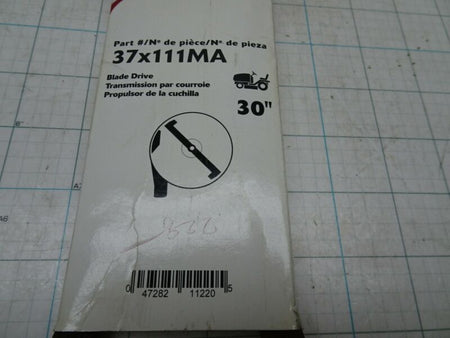 Part #/Nº de pièce/Nº de pieza
37x111MA
Blade Drive
Transmission par courroie
Propulsor de la cuchilla
30"
0 47282 11220 5